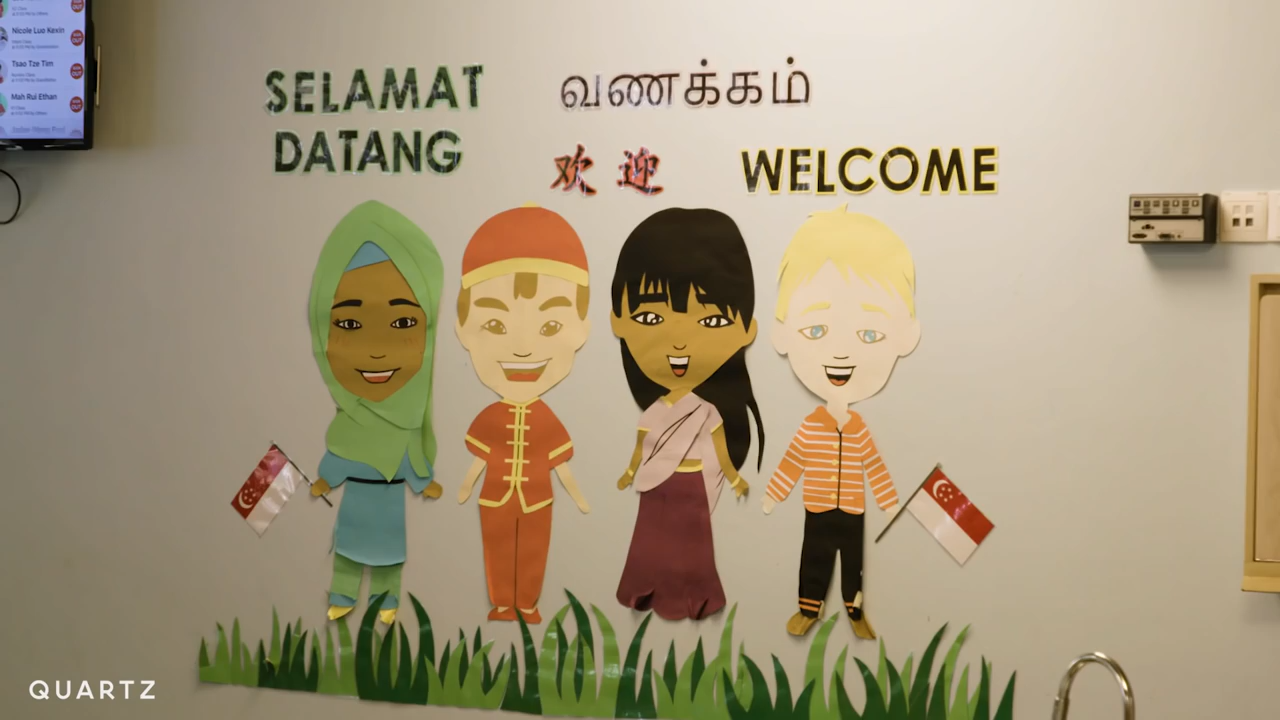 Nicole Luo Kexin
Tsao Tze Tim
Mah Rui Ethan
SELAMAT
DATANG
வணக்கம்
欢迎
WELCOME
QUARTZ